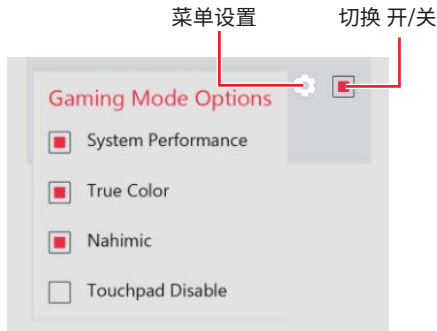 菜单设置
切换 开/关
Gaming Mode Options
System Performance
True Color
Nahimic
Touchpad Disable